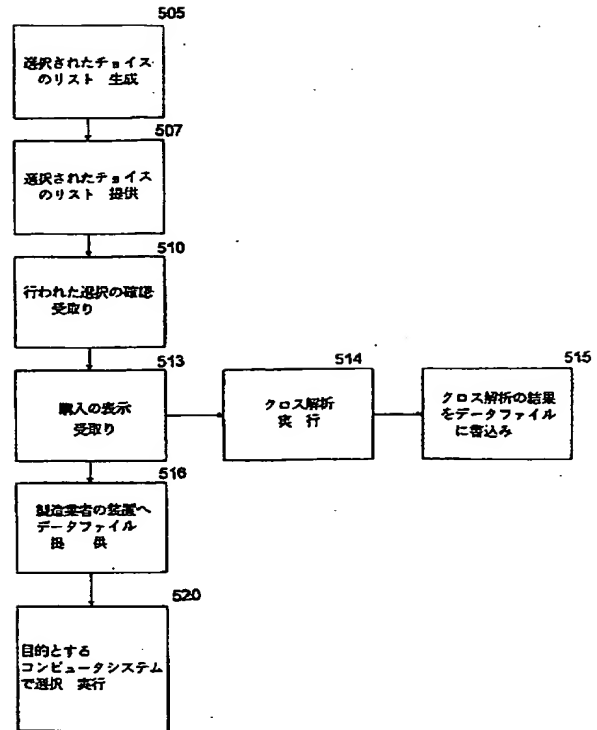 505
選択されたチョイス
のリスト 生成
507
選択されたチョイス
のリスト 提供
510
行われた選択の確認
受取り
513
購入の表示
受取り
514
クロス解析
実 行
515
クロス解析の結果
をデータファイル
に書込み
516
製造業者の装置へ
データファイル
提 供
520
目的とする
コンピュータシステム
で選択 実行